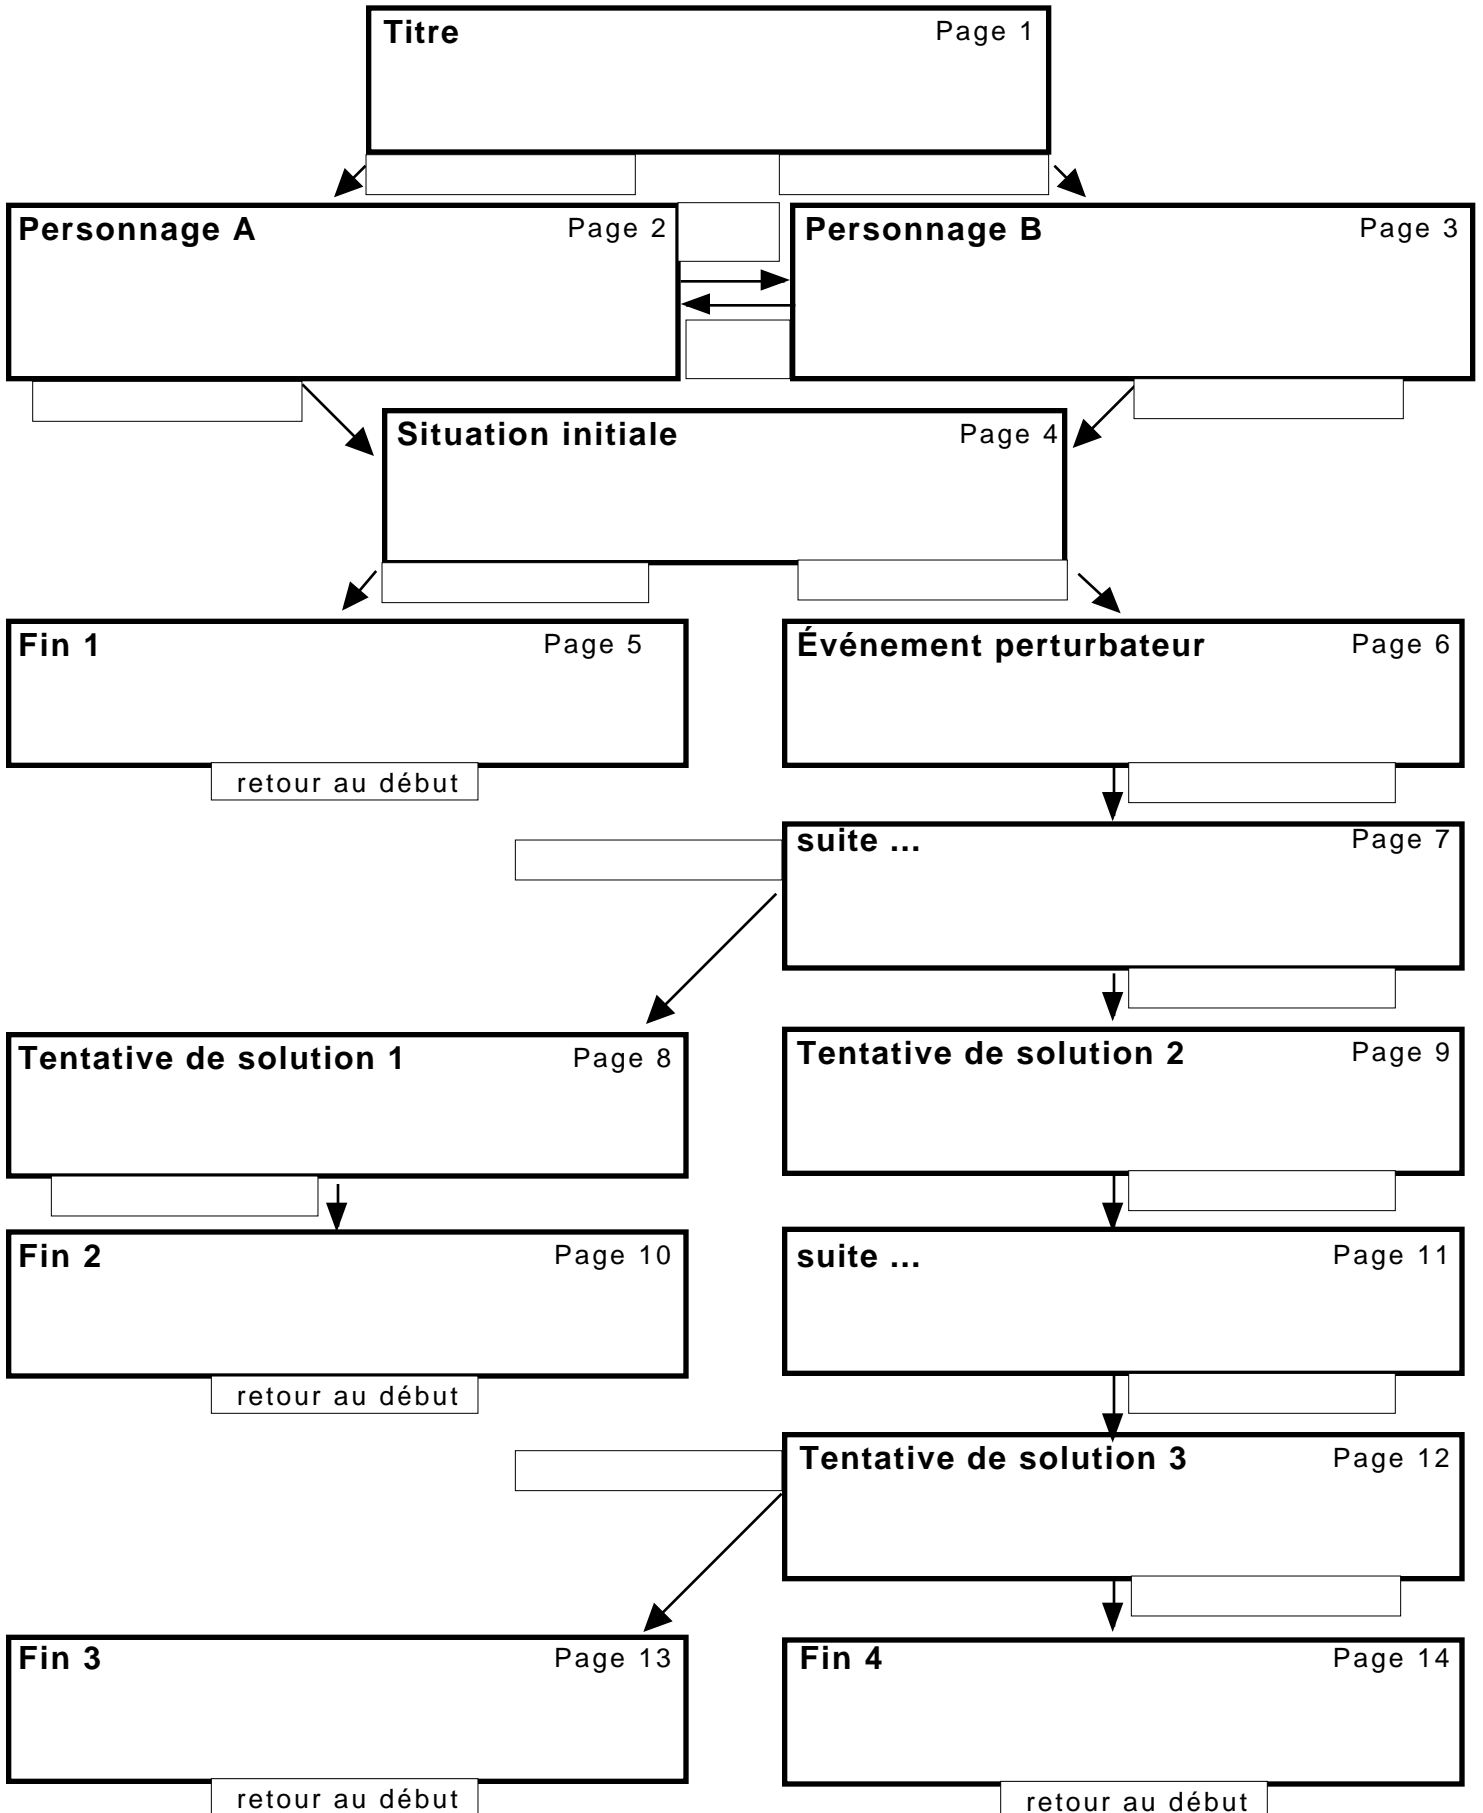 Titre Page 1
Personnage A Page 2
Personnage B Page 3
Situation initiale Page 4
Fin 1 Page 5
Événement perturbateur Page 6
retour au début
suite ... Page 7
Tentative de solution 1 Page 8
Tentative de solution 2 Page 9
Fin 2 Page 10
suite ... Page 11
retour au début
Tentative de solution 3 Page 12
Fin 3 Page 13
Fin 4 Page 14
retour au début
retour au début